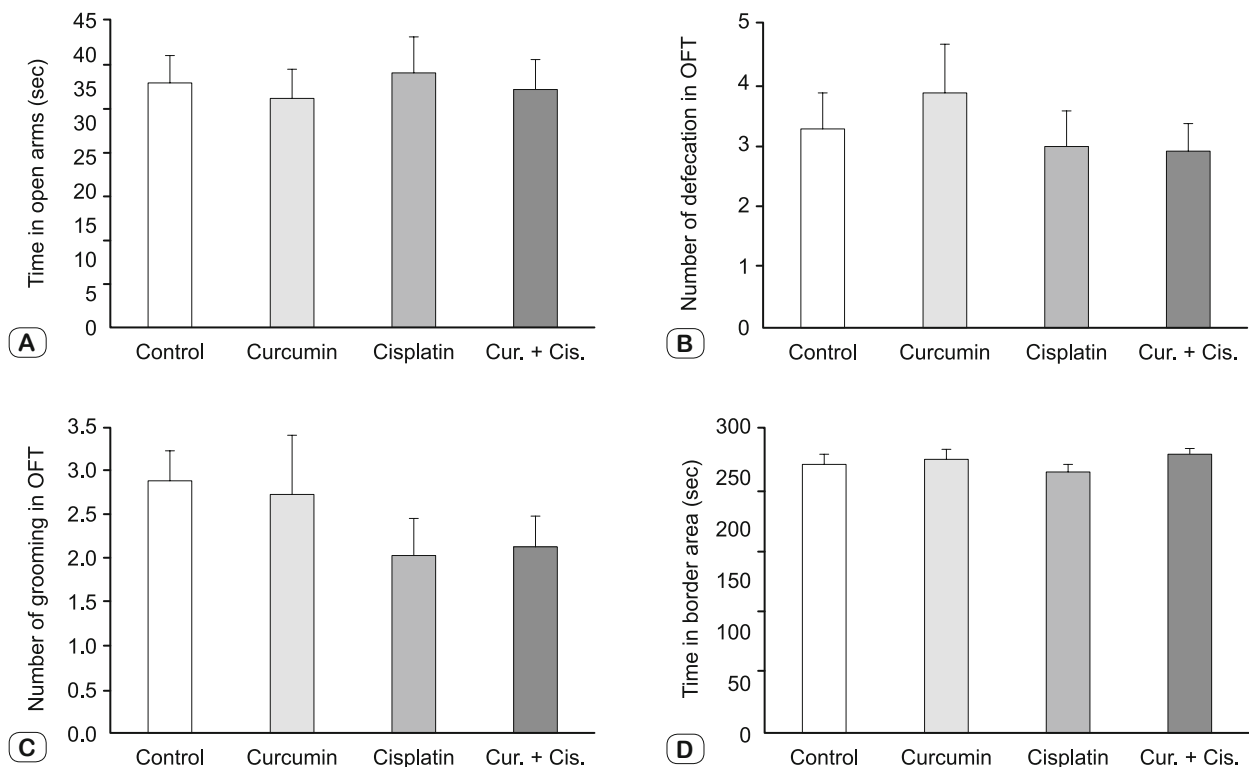 Time in open arms (sec)
45
40
35
30
25
20
15
10
5
0
Control Curcumin Cisplatin Cur. + Cis.
A
Number of defecation in OFT
5
4
3
2
1
0
Control Curcumin Cisplatin Cur. + Cis.
B
Number of grooming in OFT
3.5
3.0
2.5
2.0
1.5
1.0
0.5
0.0
Control Curcumin Cisplatin Cur. + Cis.
C
Time in border area (sec)
300
250
200
150
100
50
0
Control Curcumin Cisplatin Cur. + Cis.
D